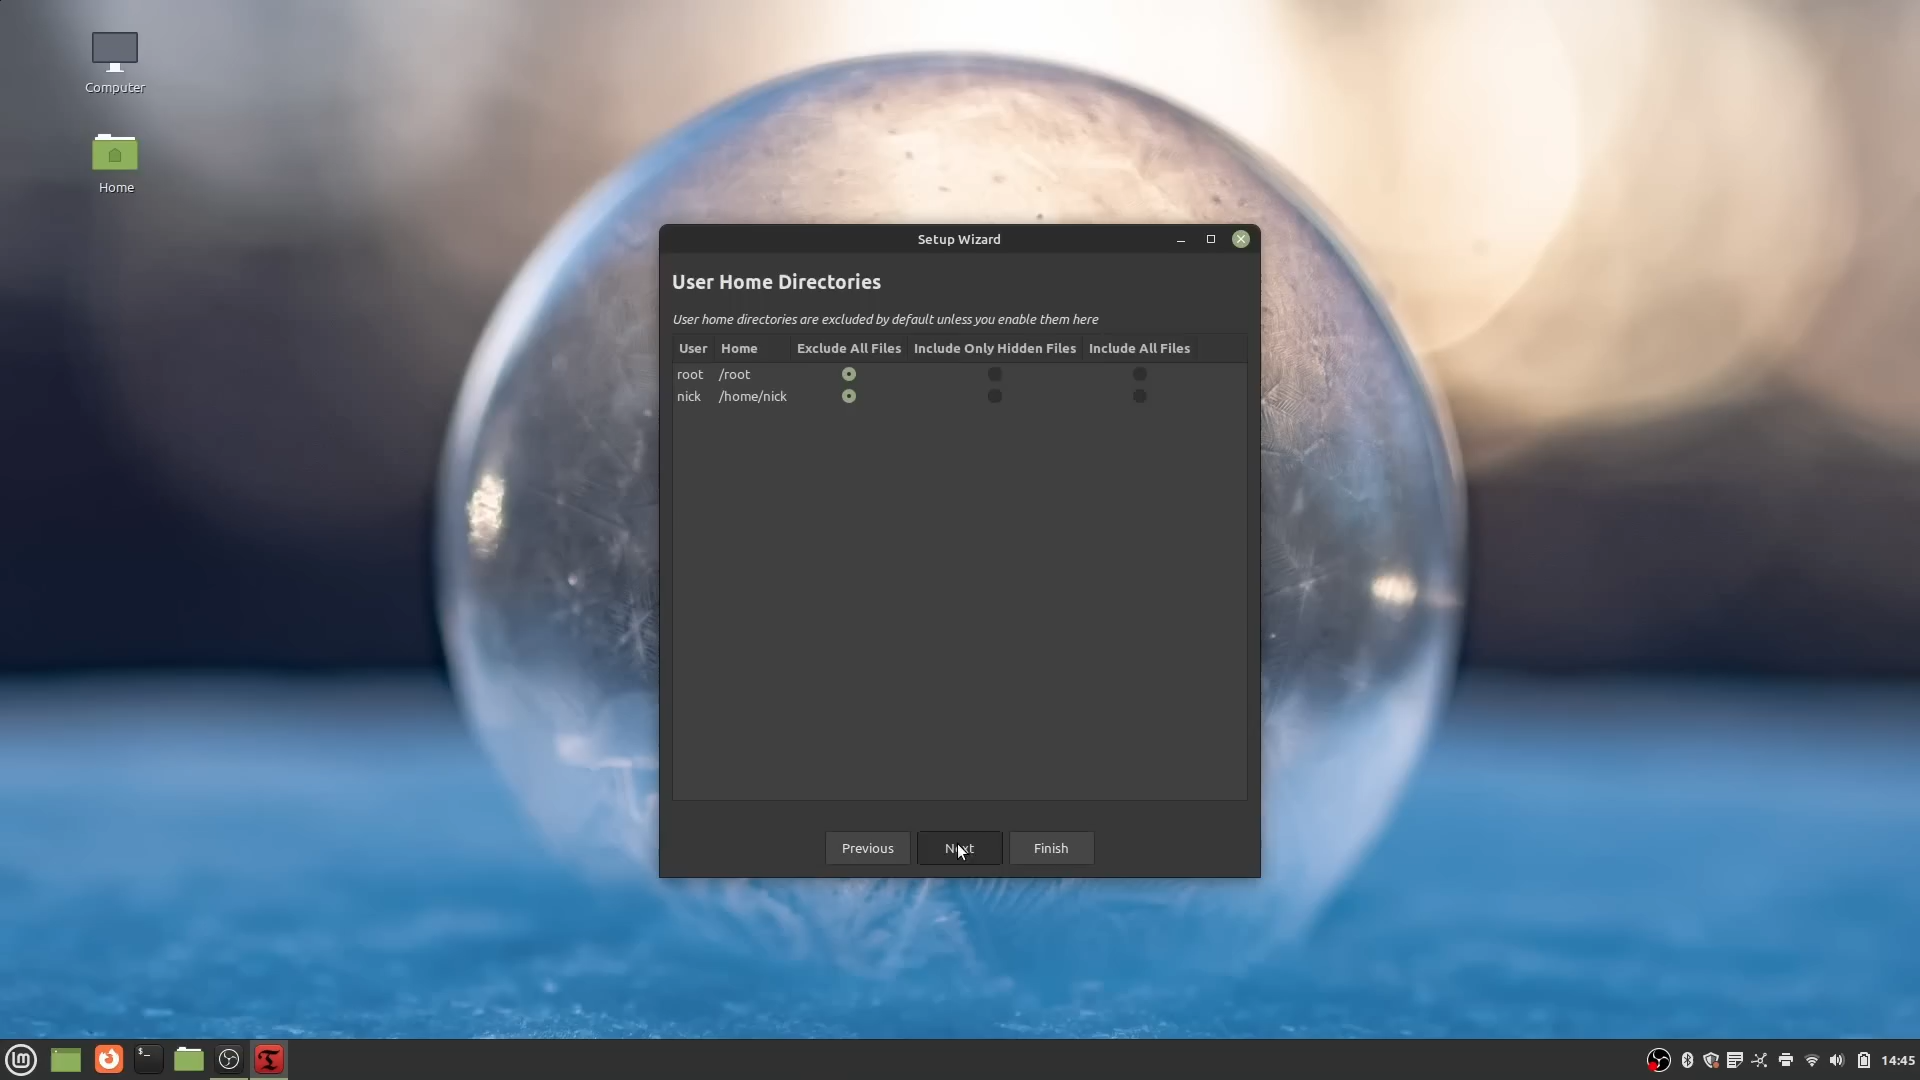 Computer
Home
Setup Wizard
User Home Directories
User home directories are excluded by default unless you enable them here
User Home Exclude All Files Include Only Hidden Files Include All Files
root /root
nick /home/nick
Previous Next Finish
14:45